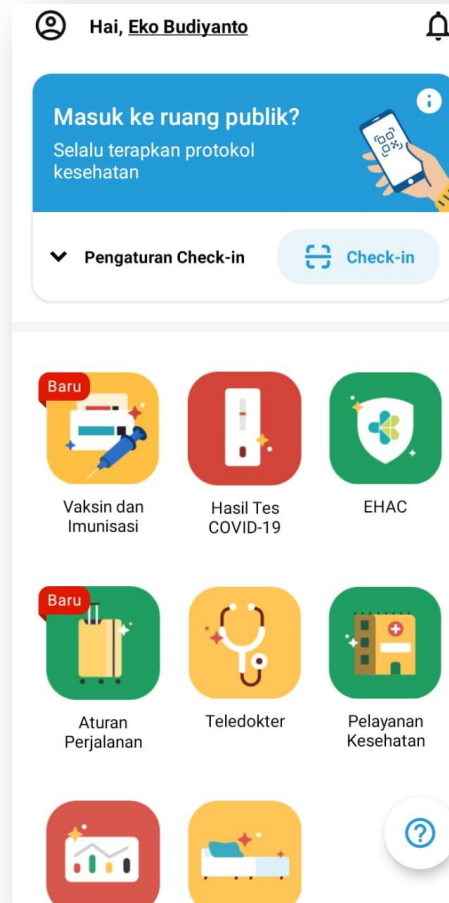 Hai, Eko Budiyanto
Masuk ke ruang publik?
Selalu terapkan protokol
kesehatan
Pengaturan Check-in
Check-in
Baru
Vaksin dan
Imunisasi
Hasil Tes
COVID-19
EHAC
Baru
Aturan
Perjalanan
Teledokter
Pelayanan
Kesehatan